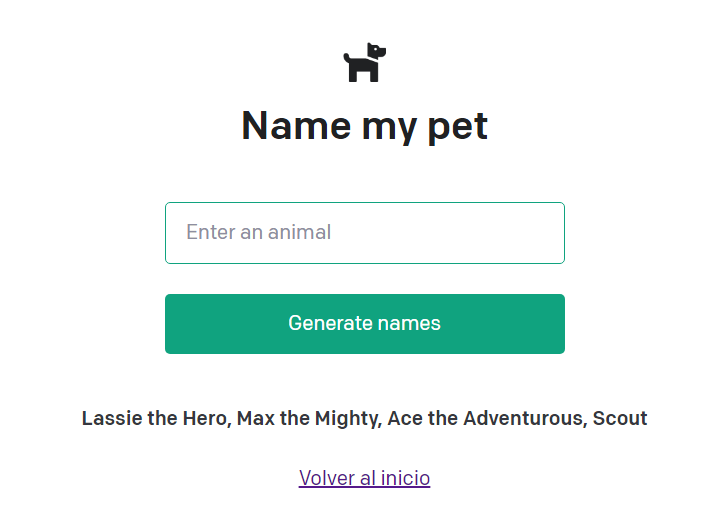 Name my pet
Enter an animal
Generate names
Lassie the Hero, Max the Mighty, Ace the Adventurous, Scout
Volver al inicio